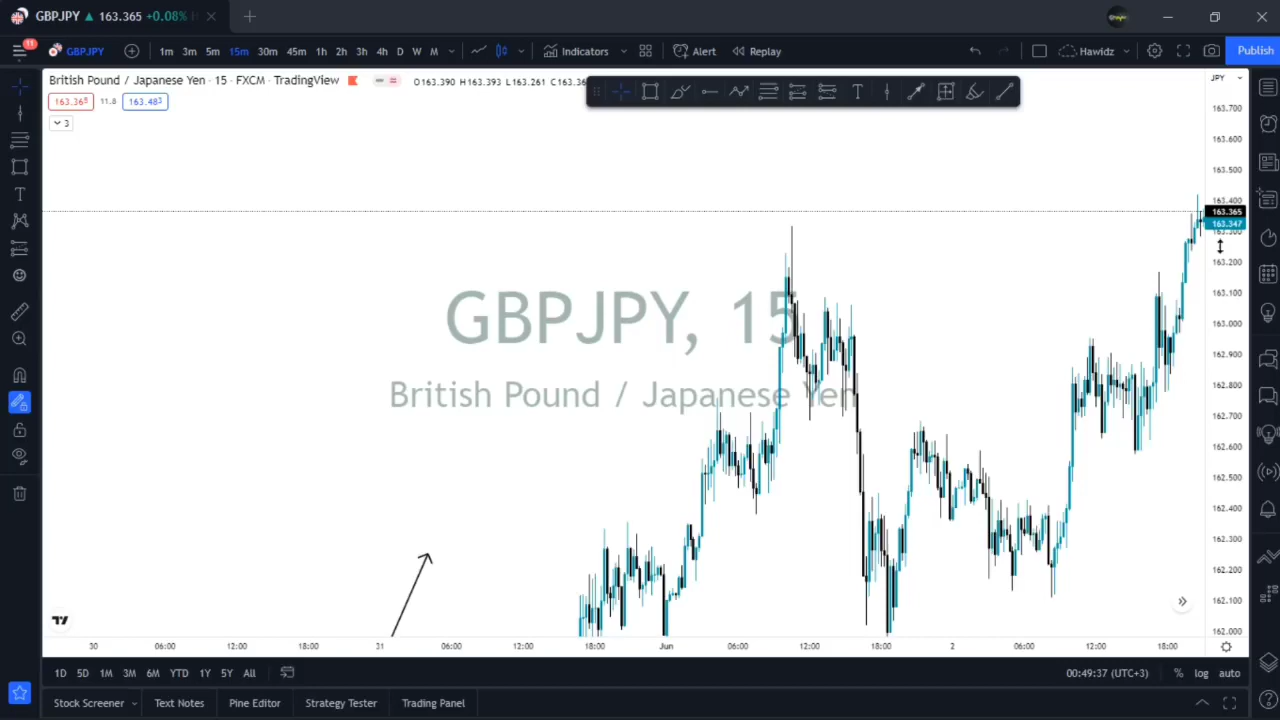 GBPJPY ▲ 163.365 +0.08%
11
GBPJPY
1m 3m 5m 15m 30m 45m 1h 2h 3h 4h D W M
Indicators
Alert
Replay
Hawidz
Publish
British Pound / Japanese Yen · 15 · FXCM · TradingView
O163.390 H163.393 L163.261 C163.36
JPY
163.365 11.8 163.483
3
163.700
163.600
163.500
163.400
163.365
163.347
163.300
163.200
163.100
163.000
162.900
162.800
162.700
162.600
162.500
162.400
162.300
162.200
162.100
162.000
GBPJPY, 15
British Pound / Japanese Yen
30 06:00 12:00 18:00 31 06:00 12:00 18:00 Jun 06:00 12:00 18:00 2 06:00 12:00 18:00
1D 5D 1M 3M 6M YTD 1Y 5Y All
00:49:37 (UTC+3) % log auto
Stock Screener Text Notes Pine Editor Strategy Tester Trading Panel